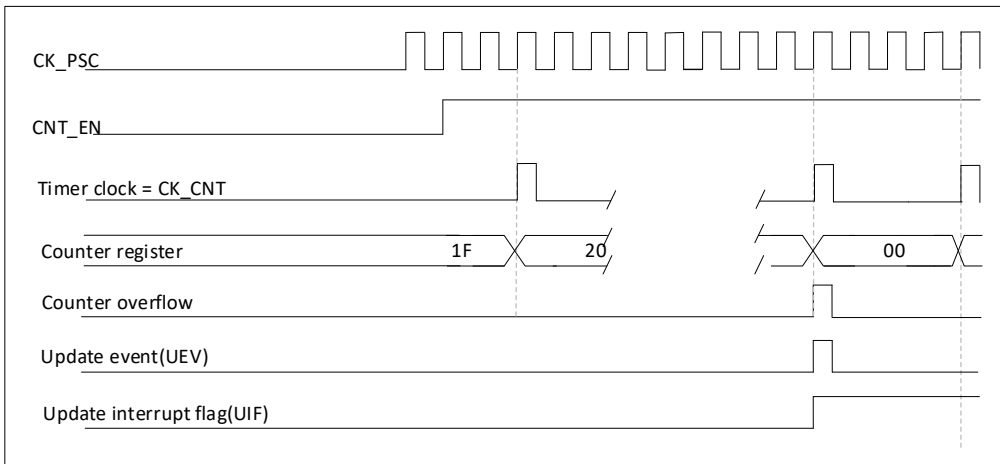 CK_PSC
CNT_EN
Timer clock = CK_CNT
Counter register 1F 20 00
Counter overflow
Update event(UEV)
Update interrupt flag(UIF)